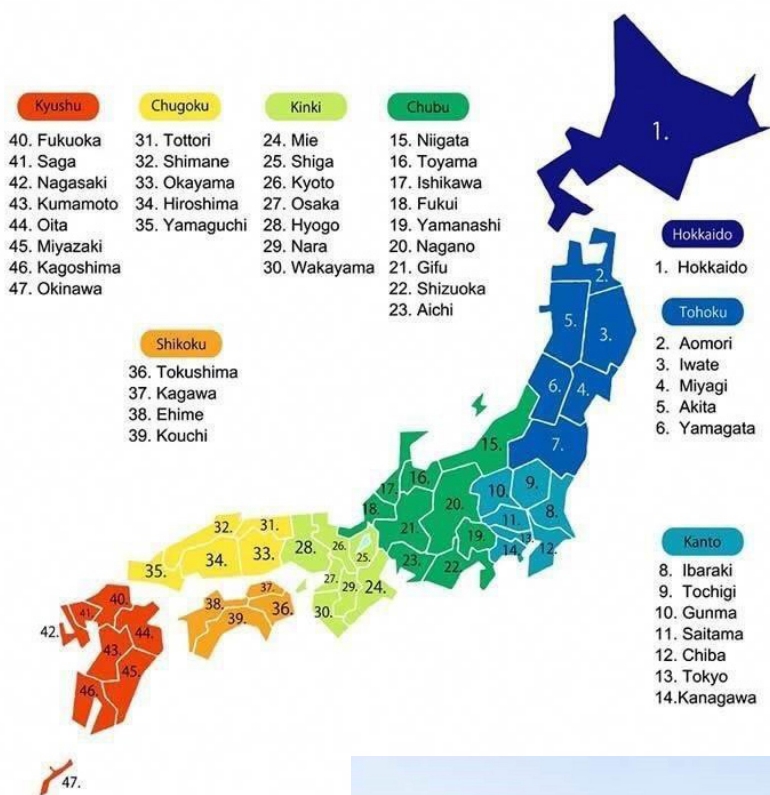 Kyushu
40. Fukuoka
41. Saga
42. Nagasaki
43. Kumamoto
44. Oita
45. Miyazaki
46. Kagoshima
47. Okinawa
Chugoku
31. Tottori
32. Shimane
33. Okayama
34. Hiroshima
35. Yamaguchi
Kinki
24. Mie
25. Shiga
26. Kyoto
27. Osaka
28. Hyogo
29. Nara
30. Wakayama
Chubu
15. Niigata
16. Toyama
17. Ishikawa
18. Fukui
19. Yamanashi
20. Nagano
21. Gifu
22. Shizuoka
23. Aichi
Shikoku
36. Tokushima
37. Kagawa
38. Ehime
39. Kouchi
Hokkaido
1. Hokkaido
Tohoku
2. Aomori
3. Iwate
4. Miyagi
5. Akita
6. Yamagata
Kanto
8. Ibaraki
9. Tochigi
10. Gunma
11. Saitama
12. Chiba
13. Tokyo
14.Kanagawa
1.
2.
5.
3.
6.
4.
7.
15.
16.
17.
18.
20.
10.
9.
8.
11.
13.
21.
19.
14.
12.
23.
22.
32.
31.
28.
26.
25.
35.
34.
33.
27.
29.
24.
30.
37.
38.
36.
39.
40.
41.
42.
44.
43.
45.
46.
47.